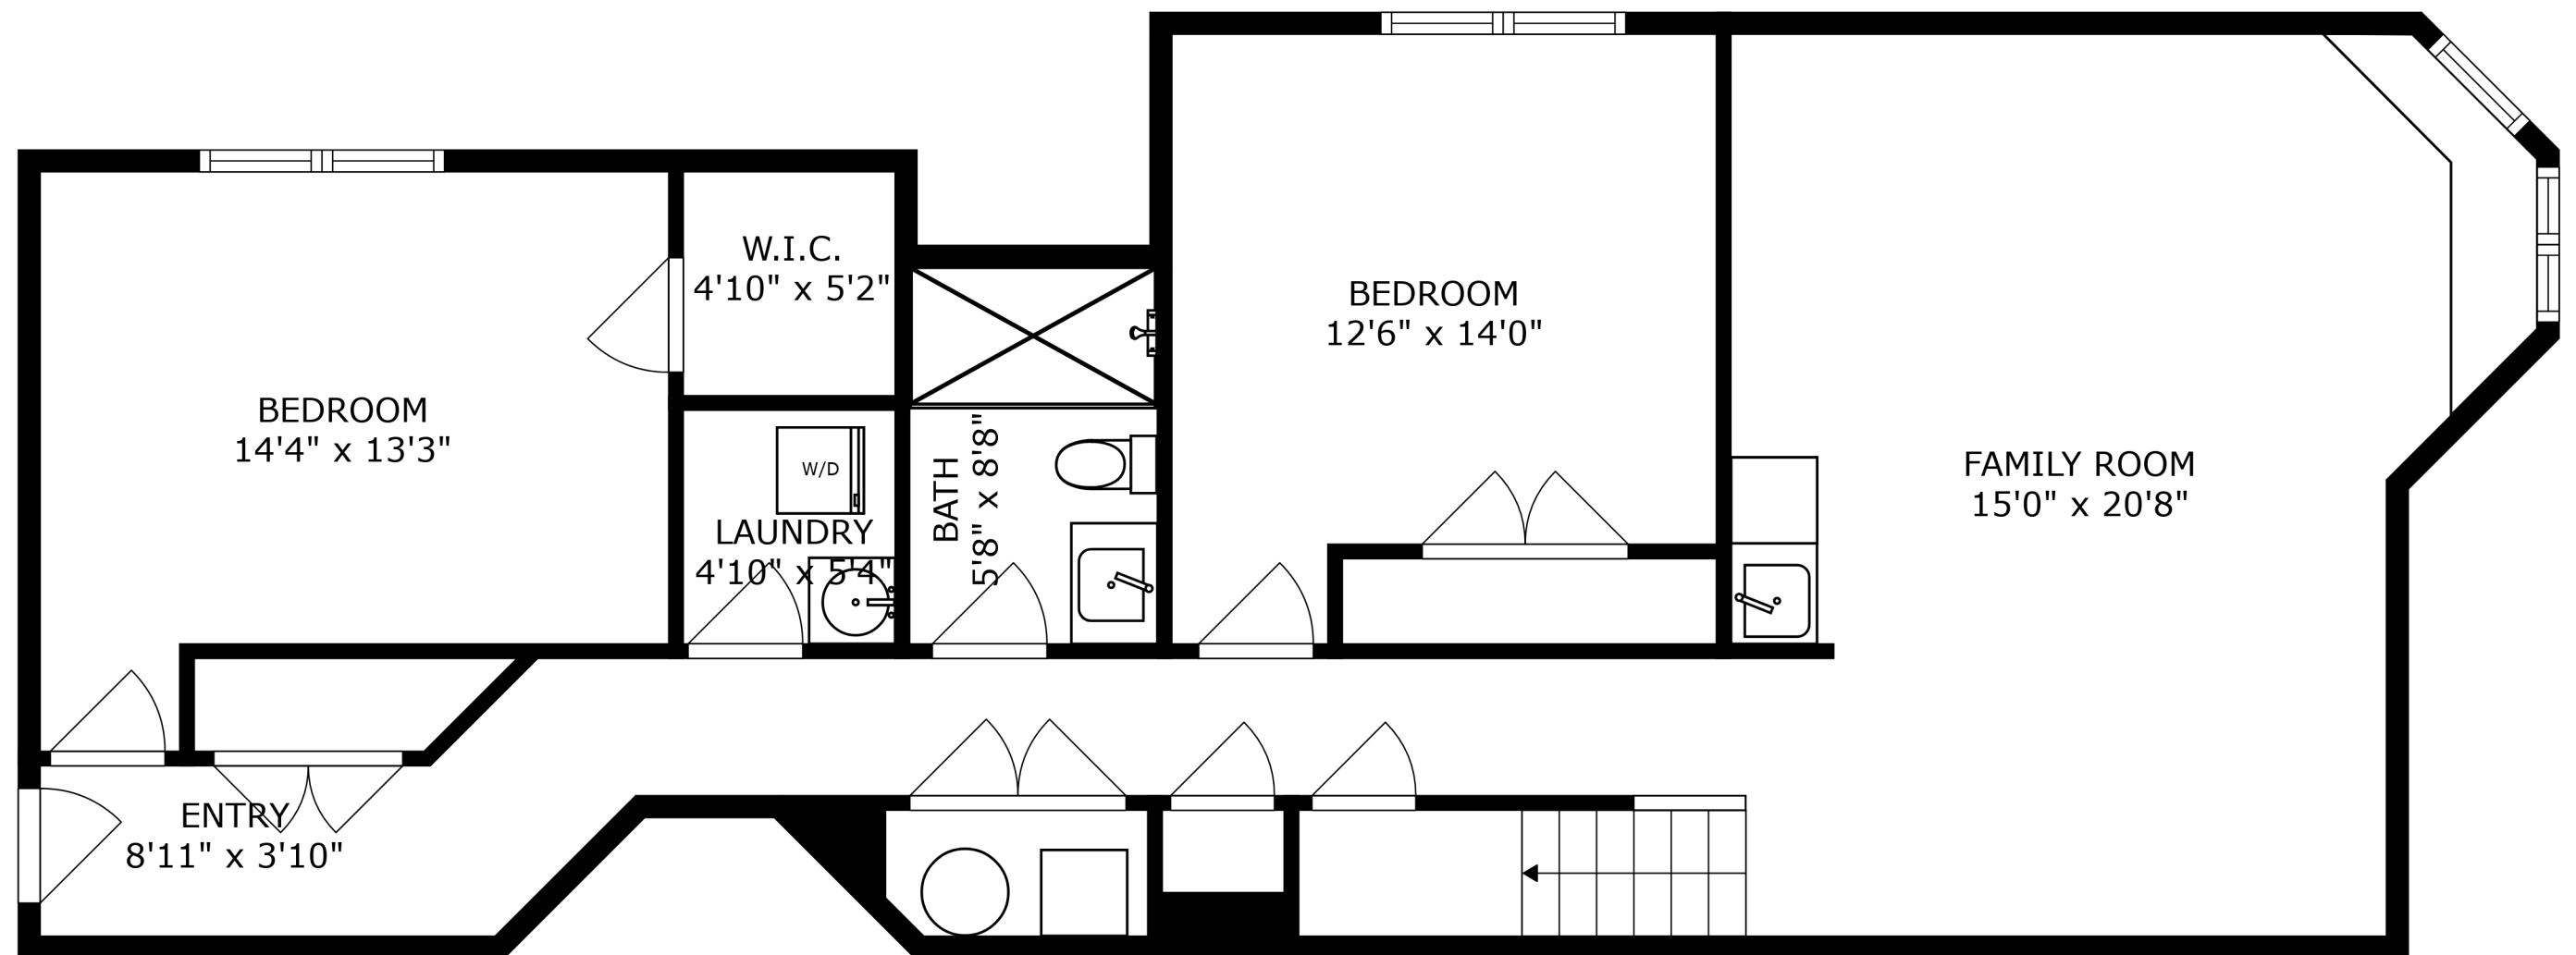 W.I.C.
4'10" x 5'2"
BEDROOM
12'6" x 14'0"
BEDROOM
14'4" x 13'3"
W/D
LAUNDRY
4'10" x 5'4"
BATH
5'8" x 8'8"
FAMILY ROOM
15'0" x 20'8"
ENTRY
8'11" x 3'10"